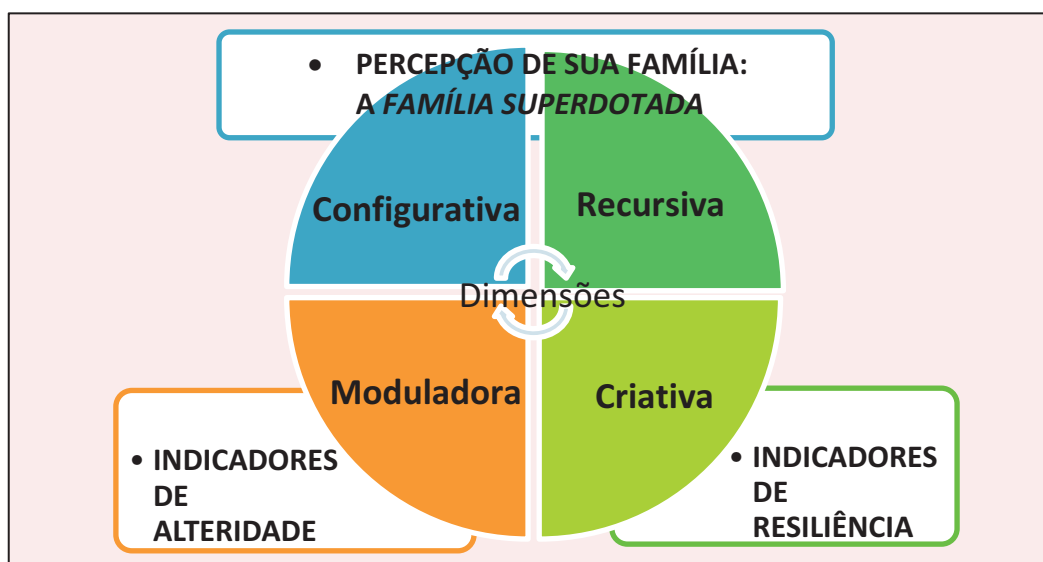 • PERCEPÇÃO DE SUA FAMÍLIA:
A FAMÍLIA SUPERDOTADA
Configurativa
Recursiva
Dimensões
Moduladora
Criativa
• INDICADORES
DE
ALTERIDADE
• INDICADORES
DE
RESILIÊNCIA